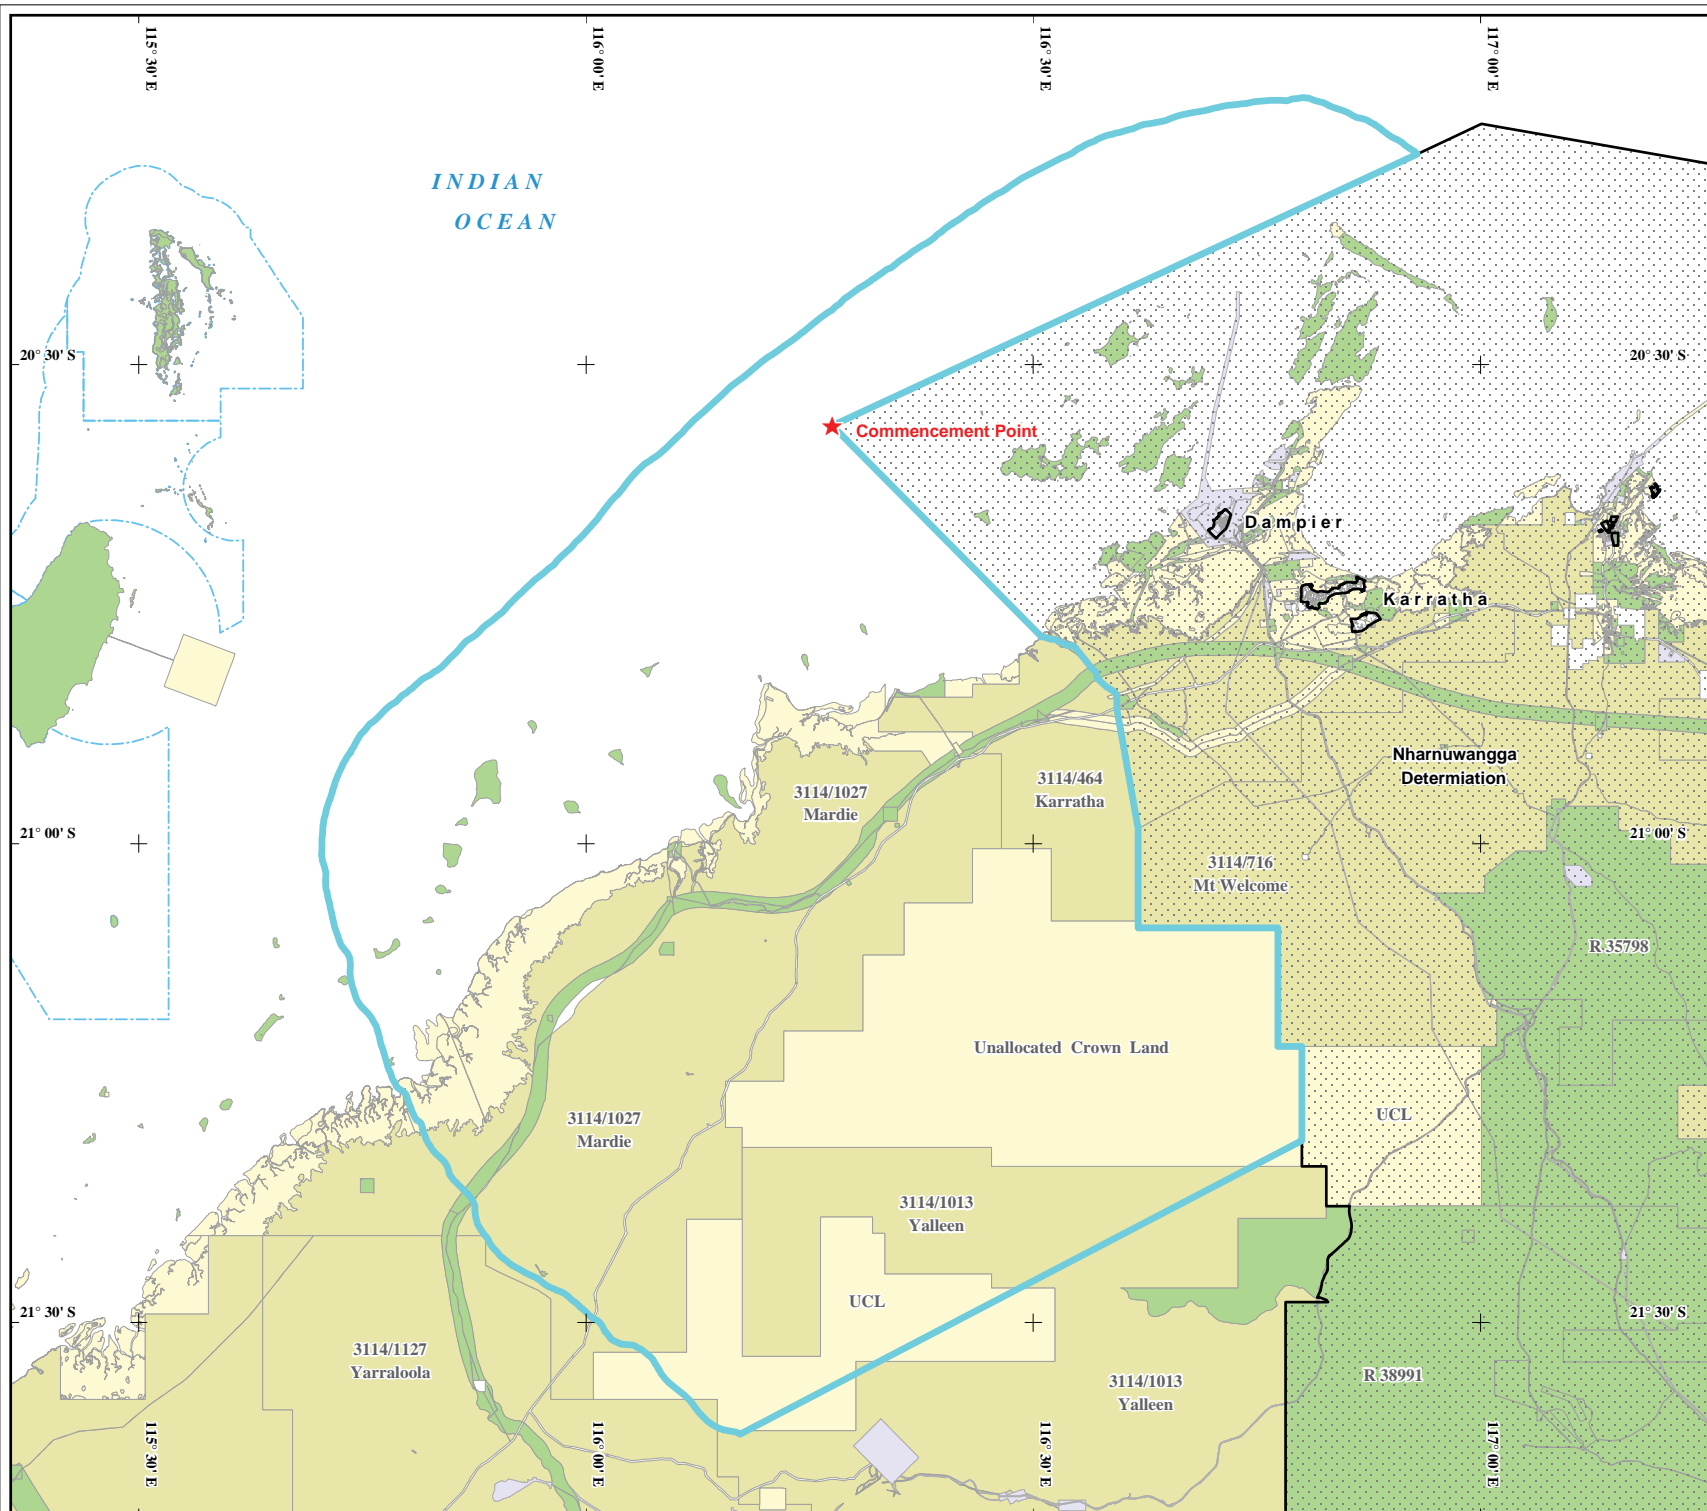 115° 30' E
116° 00' E
116° 30' E
117° 00' E
INDIAN
OCEAN
20° 30' S
20° 30' S
Commencement Point
Dampier
Karratha
Nharnuwangga
Determiation
3114/464
Karratha
3114/1027
Mardie
21° 00' S
21° 00' S
3114/716
Mt Welcome
R 35798
Unallocated Crown Land
3114/1027
Mardie
UCL
3114/1013
Yalleen
UCL
21° 30' S
21° 30' S
3114/1127
Yarraloola
3114/1013
Yalleen
R 38991
115° 30' E
116° 00' E
116° 30' E
117° 00' E